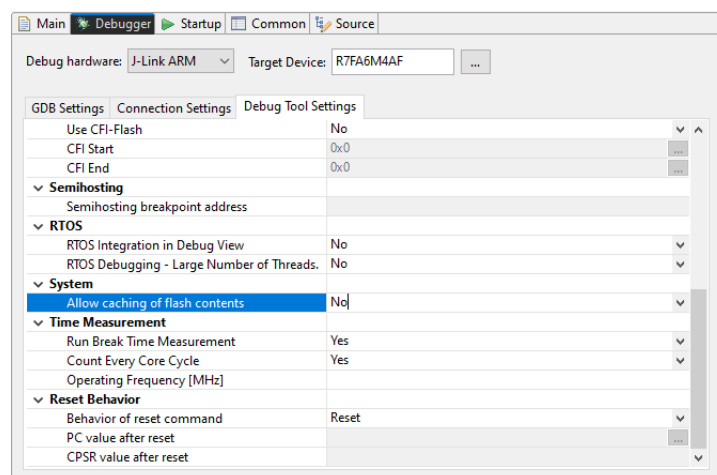 Main Debugger Startup Common Source
Debug hardware: J-Link ARM Target Device: R7FA6M4AF ...
GDB Settings Connection Settings Debug Tool Settings
Use CFI-Flash No
CFI Start 0x0 ...
CFI End 0x0 ...
Semihosting
Semihosting breakpoint address
RTOS
RTOS Integration in Debug View No
RTOS Debugging - Large Number of Threads. No
System
Allow caching of flash contents No
Time Measurement
Run Break Time Measurement Yes
Count Every Core Cycle Yes
Operating Frequency [MHz]
Reset Behavior
Behavior of reset command Reset
PC value after reset ...
CPSR value after reset